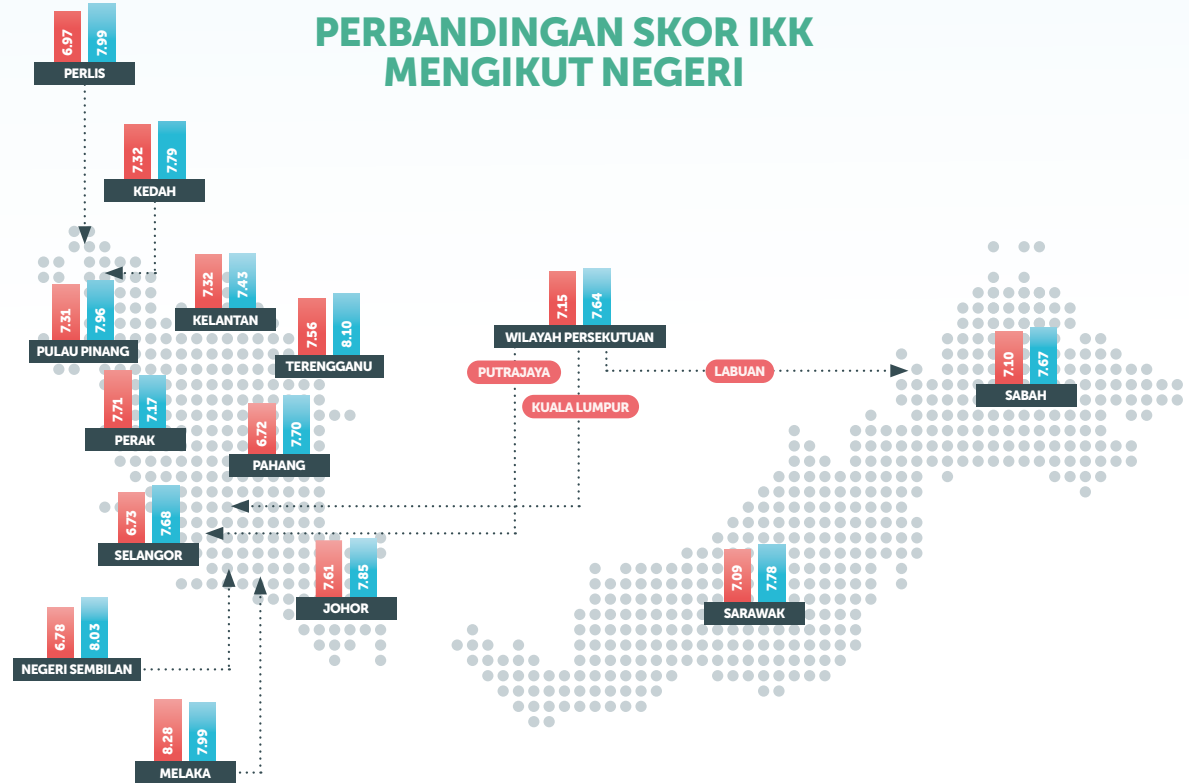 PERBANDINGAN SKOR IKK
MENGIKUT NEGERI
6.97
7.99
PERLIS
7.32
7.79
KEDAH
7.31
7.96
PULAU PINANG
7.32
7.43
KELANTAN
7.56
8.10
TERENGGANU
7.15
7.64
WILAYAH PERSEKUTUAN
PUTRAJAYA
LABUAN
KUALA LUMPUR
7.10
7.67
SABAH
7.71
7.17
PERAK
6.72
7.70
PAHANG
6.73
7.68
SELANGOR
7.61
7.85
JOHOR
7.09
7.78
SARAWAK
6.78
8.03
NEGERI SEMBILAN
8.28
7.99
MELAKA